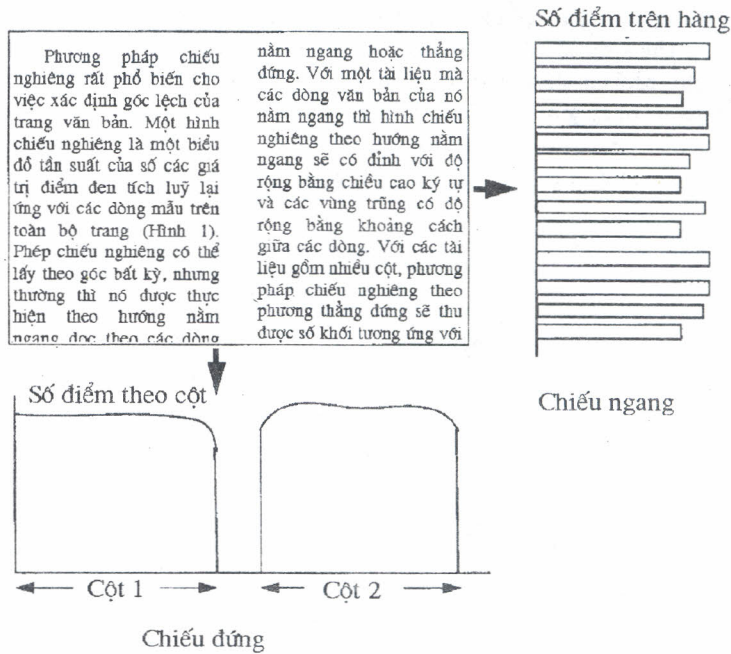 Số điểm trên hàng
Phương pháp chiếu
nghiêng rất phổ biến cho
việc xác định góc lệch của
trang văn bản. Một hình
chiếu nghiêng là một biểu
đồ tần suất của số các giá
trị điểm đen tích luỹ lại
ứng với các dòng mẫu trên
toàn bộ trang (Hình 1).
Phép chiếu nghiêng có thể
lấy theo góc bất kỳ, nhưng
thường thì nó được thực
hiện theo hướng nằm
ngang dọc theo các dòng
nằm ngang hoặc thẳng
đứng. Với một tài liệu mà
các dòng văn bản của nó
nằm ngang thì hình chiếu
nghiêng theo hướng nằm
ngang sẽ có đỉnh với độ
rộng bằng chiều cao ký tự
và các vùng trũng có độ
rộng bằng khoảng cách
giữa các dòng. Với các tài
liệu gồm nhiều cột, phương
pháp chiếu nghiêng theo
phương thẳng đứng sẽ thu
được số khối tương ứng với
Chiếu ngang
Số điểm theo cột
Cột 1
Cột 2
Chiếu đứng